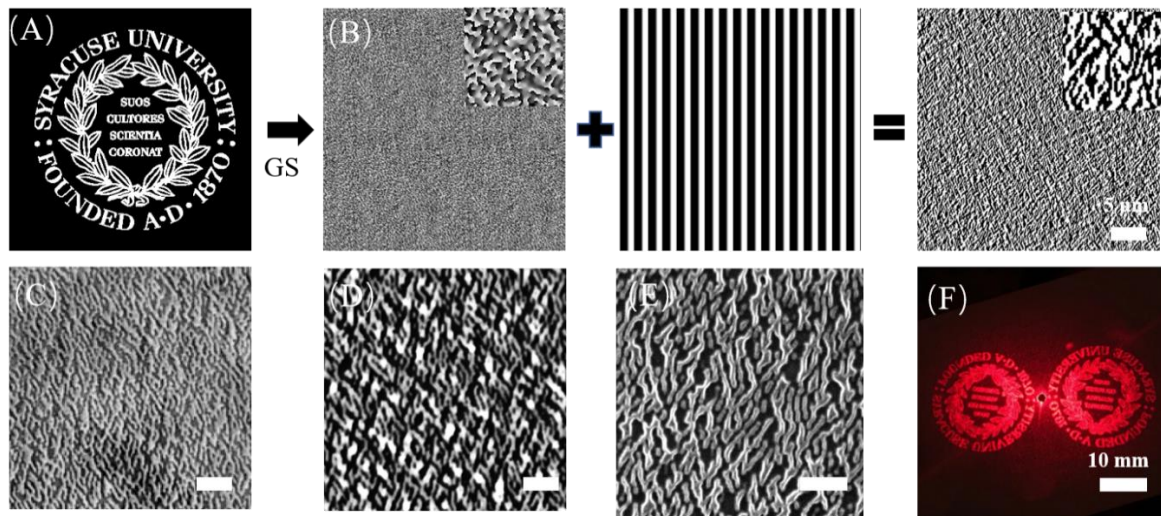 (A)
SYRACUSE UNIVERSITY
SUOS
CULTORES
SCIENTIA
CORONAT
FOUNDED A·D·1870
GS
(B)
5 μm
(C)
(D)
(E)
(F)
10 mm